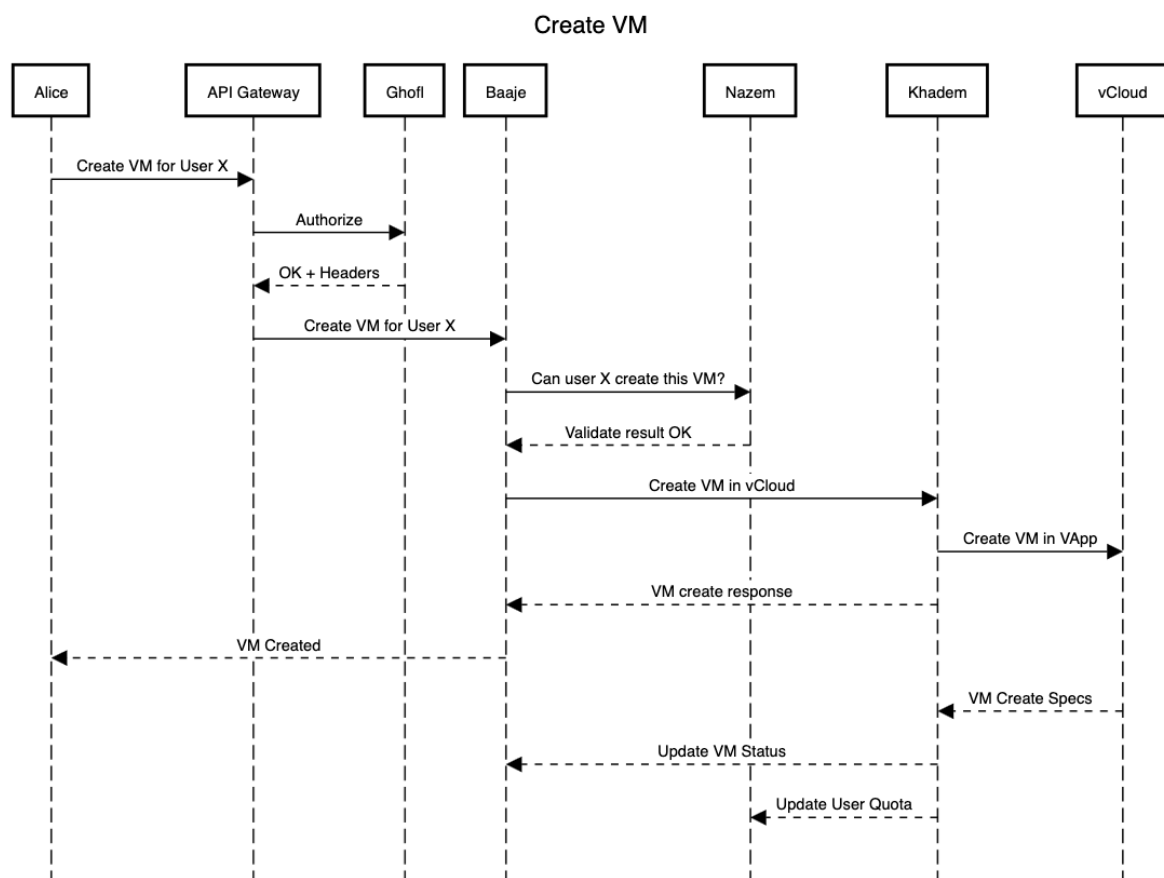 Create VM
Alice
API Gateway
Ghofl
Baaje
Nazem
Khadem
vCloud
Create VM for User X
Authorize
OK + Headers
Create VM for User X
Can user X create this VM?
Validate result OK
Create VM in vCloud
Create VM in VApp
VM create response
VM Created
VM Create Specs
Update VM Status
Update User Quota